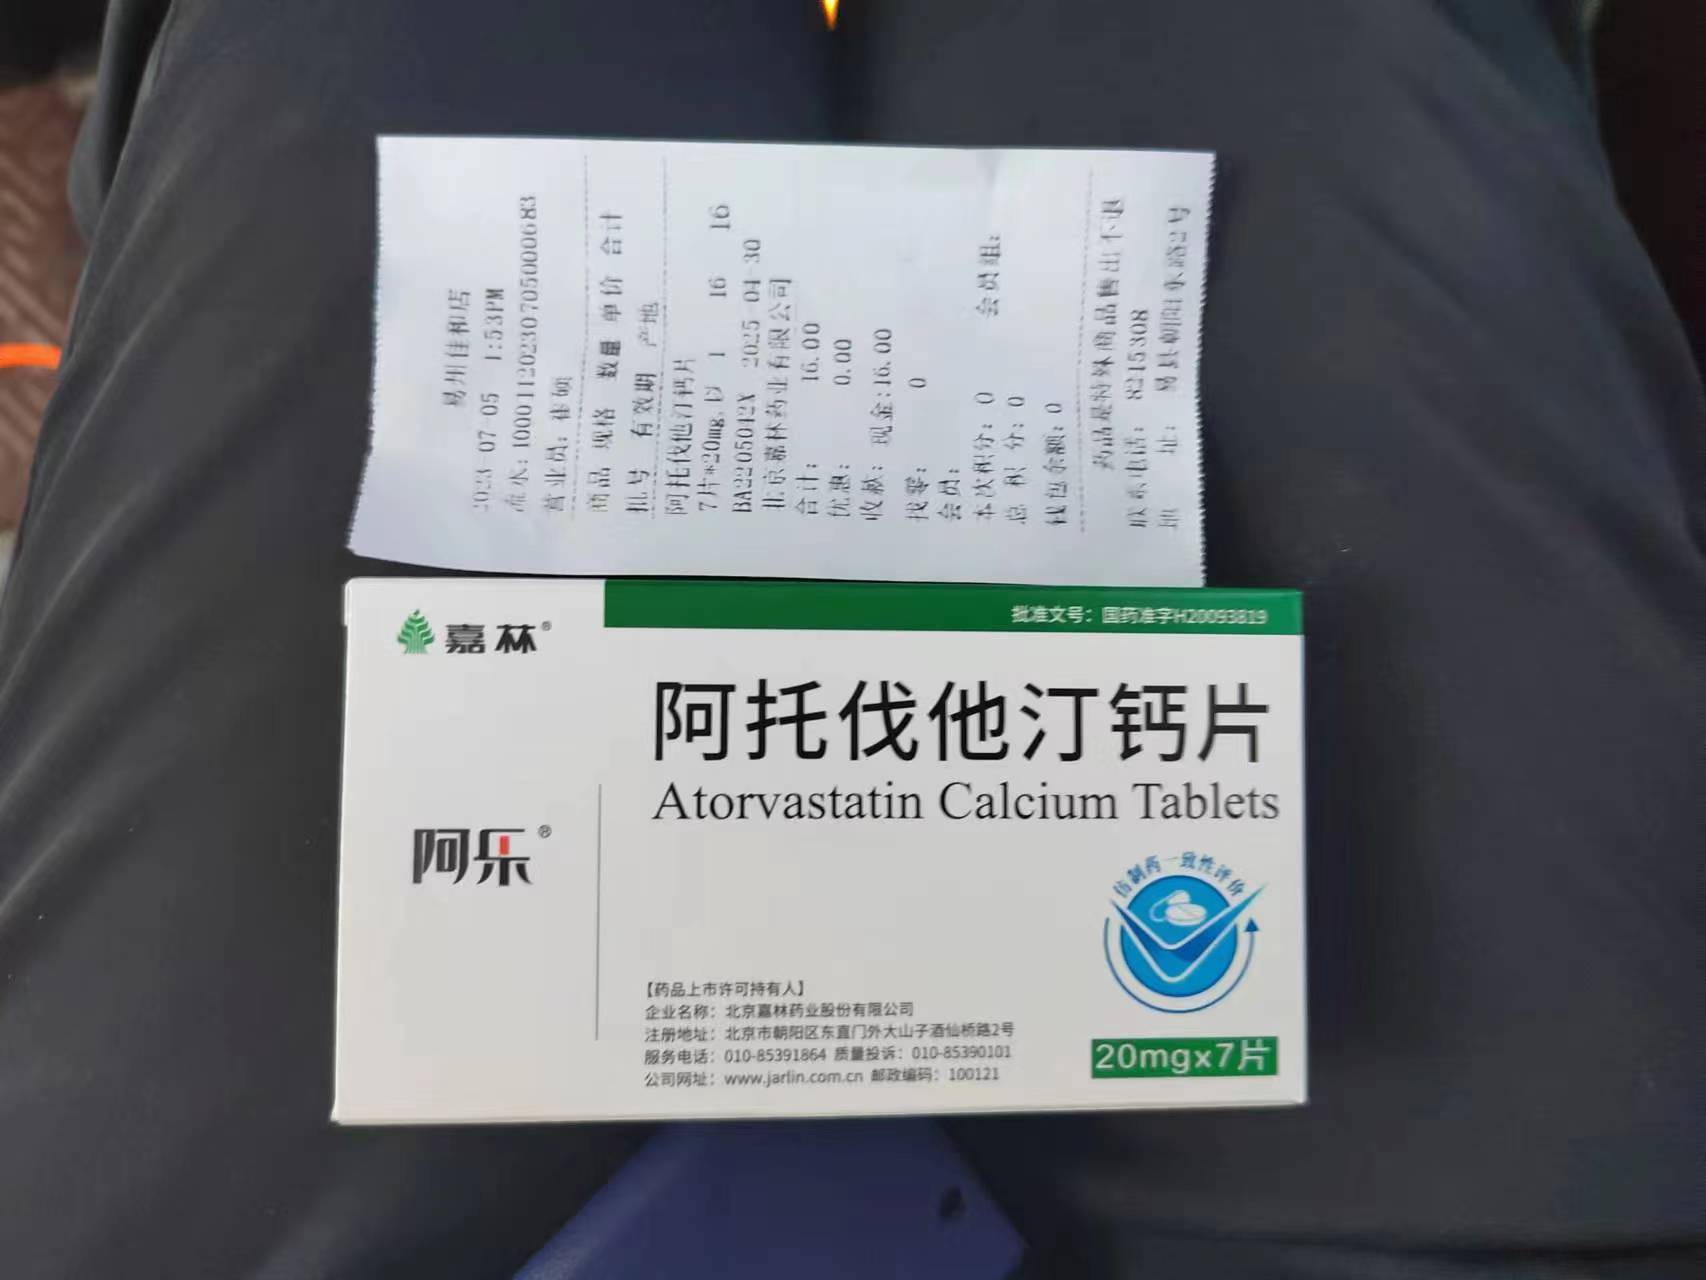 易州佳和店
2023-07-05 1:53PM
流水:10001120230705000683
营业员:崔硕
商品 规格 数量 单价 合计
批号 有效期 产地
阿托伐他汀钙片
7片*20mg,以 1 16 16
BA2205042X 2025-04-30
北京嘉林药业有限公司
合计: 16.00
优惠: 0.00
收款: 现金:16.00
找零: 0
会员:
本次积分: 0 会员组:
总 积 分: 0
钱包余额: 0
药品是特殊商品售出不退
联系电话: 8215308
地 址: 易县朝阳东路2号
嘉林®
批准文号:国药准字H20093819
阿托伐他汀钙片
Atorvastatin Calcium Tablets
阿乐®
仿制药一致性评价
【药品上市许可持有人】
企业名称:北京嘉林药业股份有限公司
注册地址:北京市朝阳区东直门外大山子酒仙桥路2号
服务电话:010-85391864 质量投诉:010-85390101
公司网址:www.jarlin.com.cn 邮政编码:100121
20mgx7片